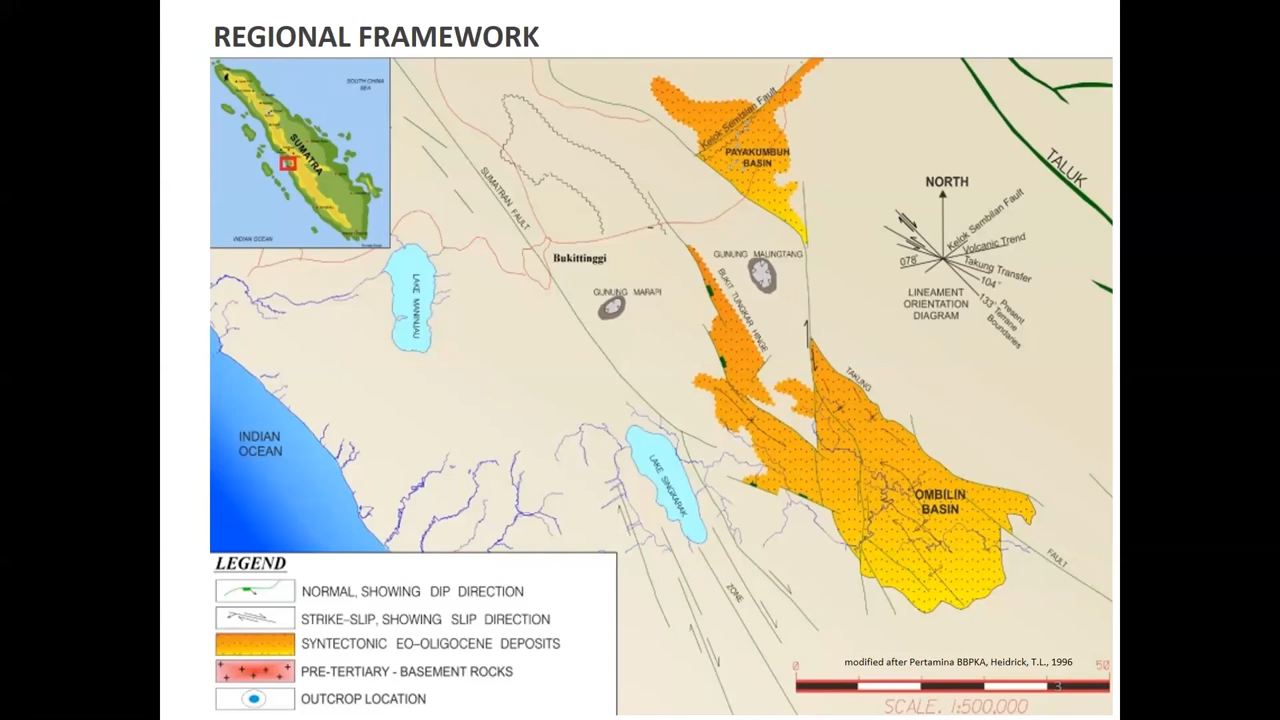 REGIONAL FRAMEWORK
SOUTH CHINA
SEA
SUMATRA
INDIAN OCEAN
Kelok Sembilan Fault
PAYAKUMBUH
BASIN
TALUK
SUMATRAN FAULT
NORTH
Kelok Sembilan Fault
Volcanic Trend
Takung Transfer
078°
104°
133°
Present
Terrane
Boundaries
LINEAMENT
ORIENTATION
DIAGRAM
Bukittinggi
GUNUNG MALINTANG
GUNUNG MARAPI
LAKE MANINJAU
BUKIT TUNGKAR HINGE
TAKUNG
INDIAN
OCEAN
LAKE SINGKARAK
OMBILIN
BASIN
FAULT
ZONE
LEGEND
NORMAL, SHOWING DIP DIRECTION
STRIKE-SLIP, SHOWING SLIP DIRECTION
SYNTECTONIC EO-OLIGOCENE DEPOSITS
PRE-TERTIARY - BASEMENT ROCKS
OUTCROP LOCATION
modified after Pertamina BBPKA, Heidrick, T.L., 1996
0 50
3
SCALE. 1:500,000